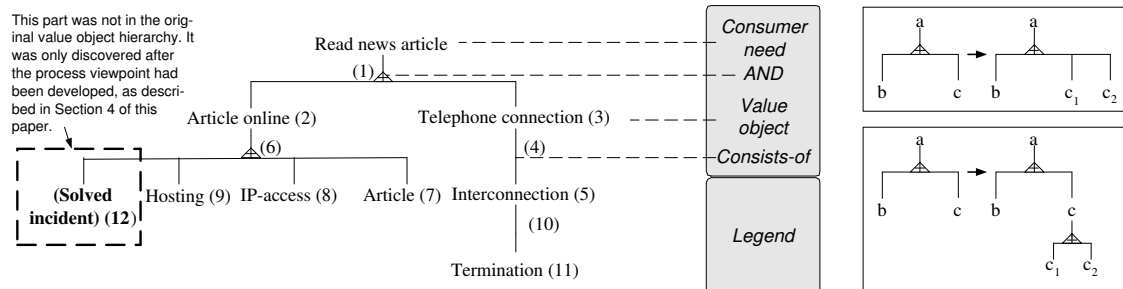 This part was not in the orig-
inal value object hierarchy. It
was only discovered after
the process viewpoint had
been developed, as descri-
bed in Section 4 of this
paper.
Read news article
(1)
Article online (2)
Telephone connection (3)
(6)
(4)
(Solved
incident) (12)
Hosting (9)
IP-access (8)
Article (7)
Interconnection (5)
(10)
Termination (11)
Consumer
need
AND
Value
object
Consists-of
Legend
a
b
c
a
b
c1
c2
a
b
c
a
b
c
c1
c2